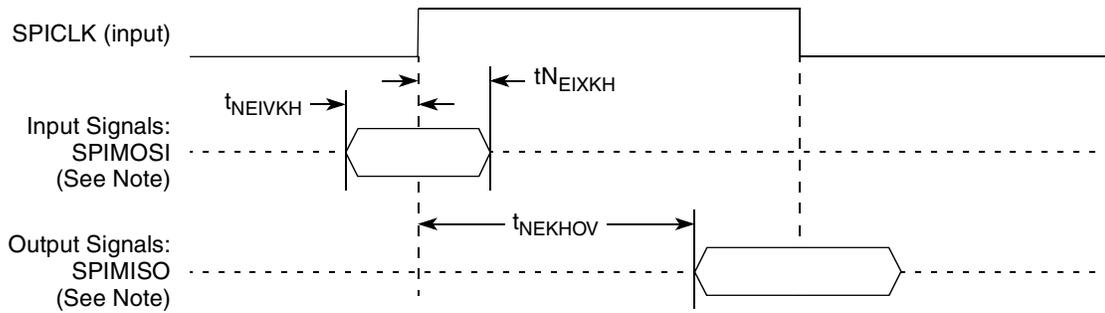 SPICLK (input)
tNEIXKH
tNEIVKH
Input Signals:
SPIMOSI
(See Note)
tNEKHOV
Output Signals:
SPIMISO
(See Note)